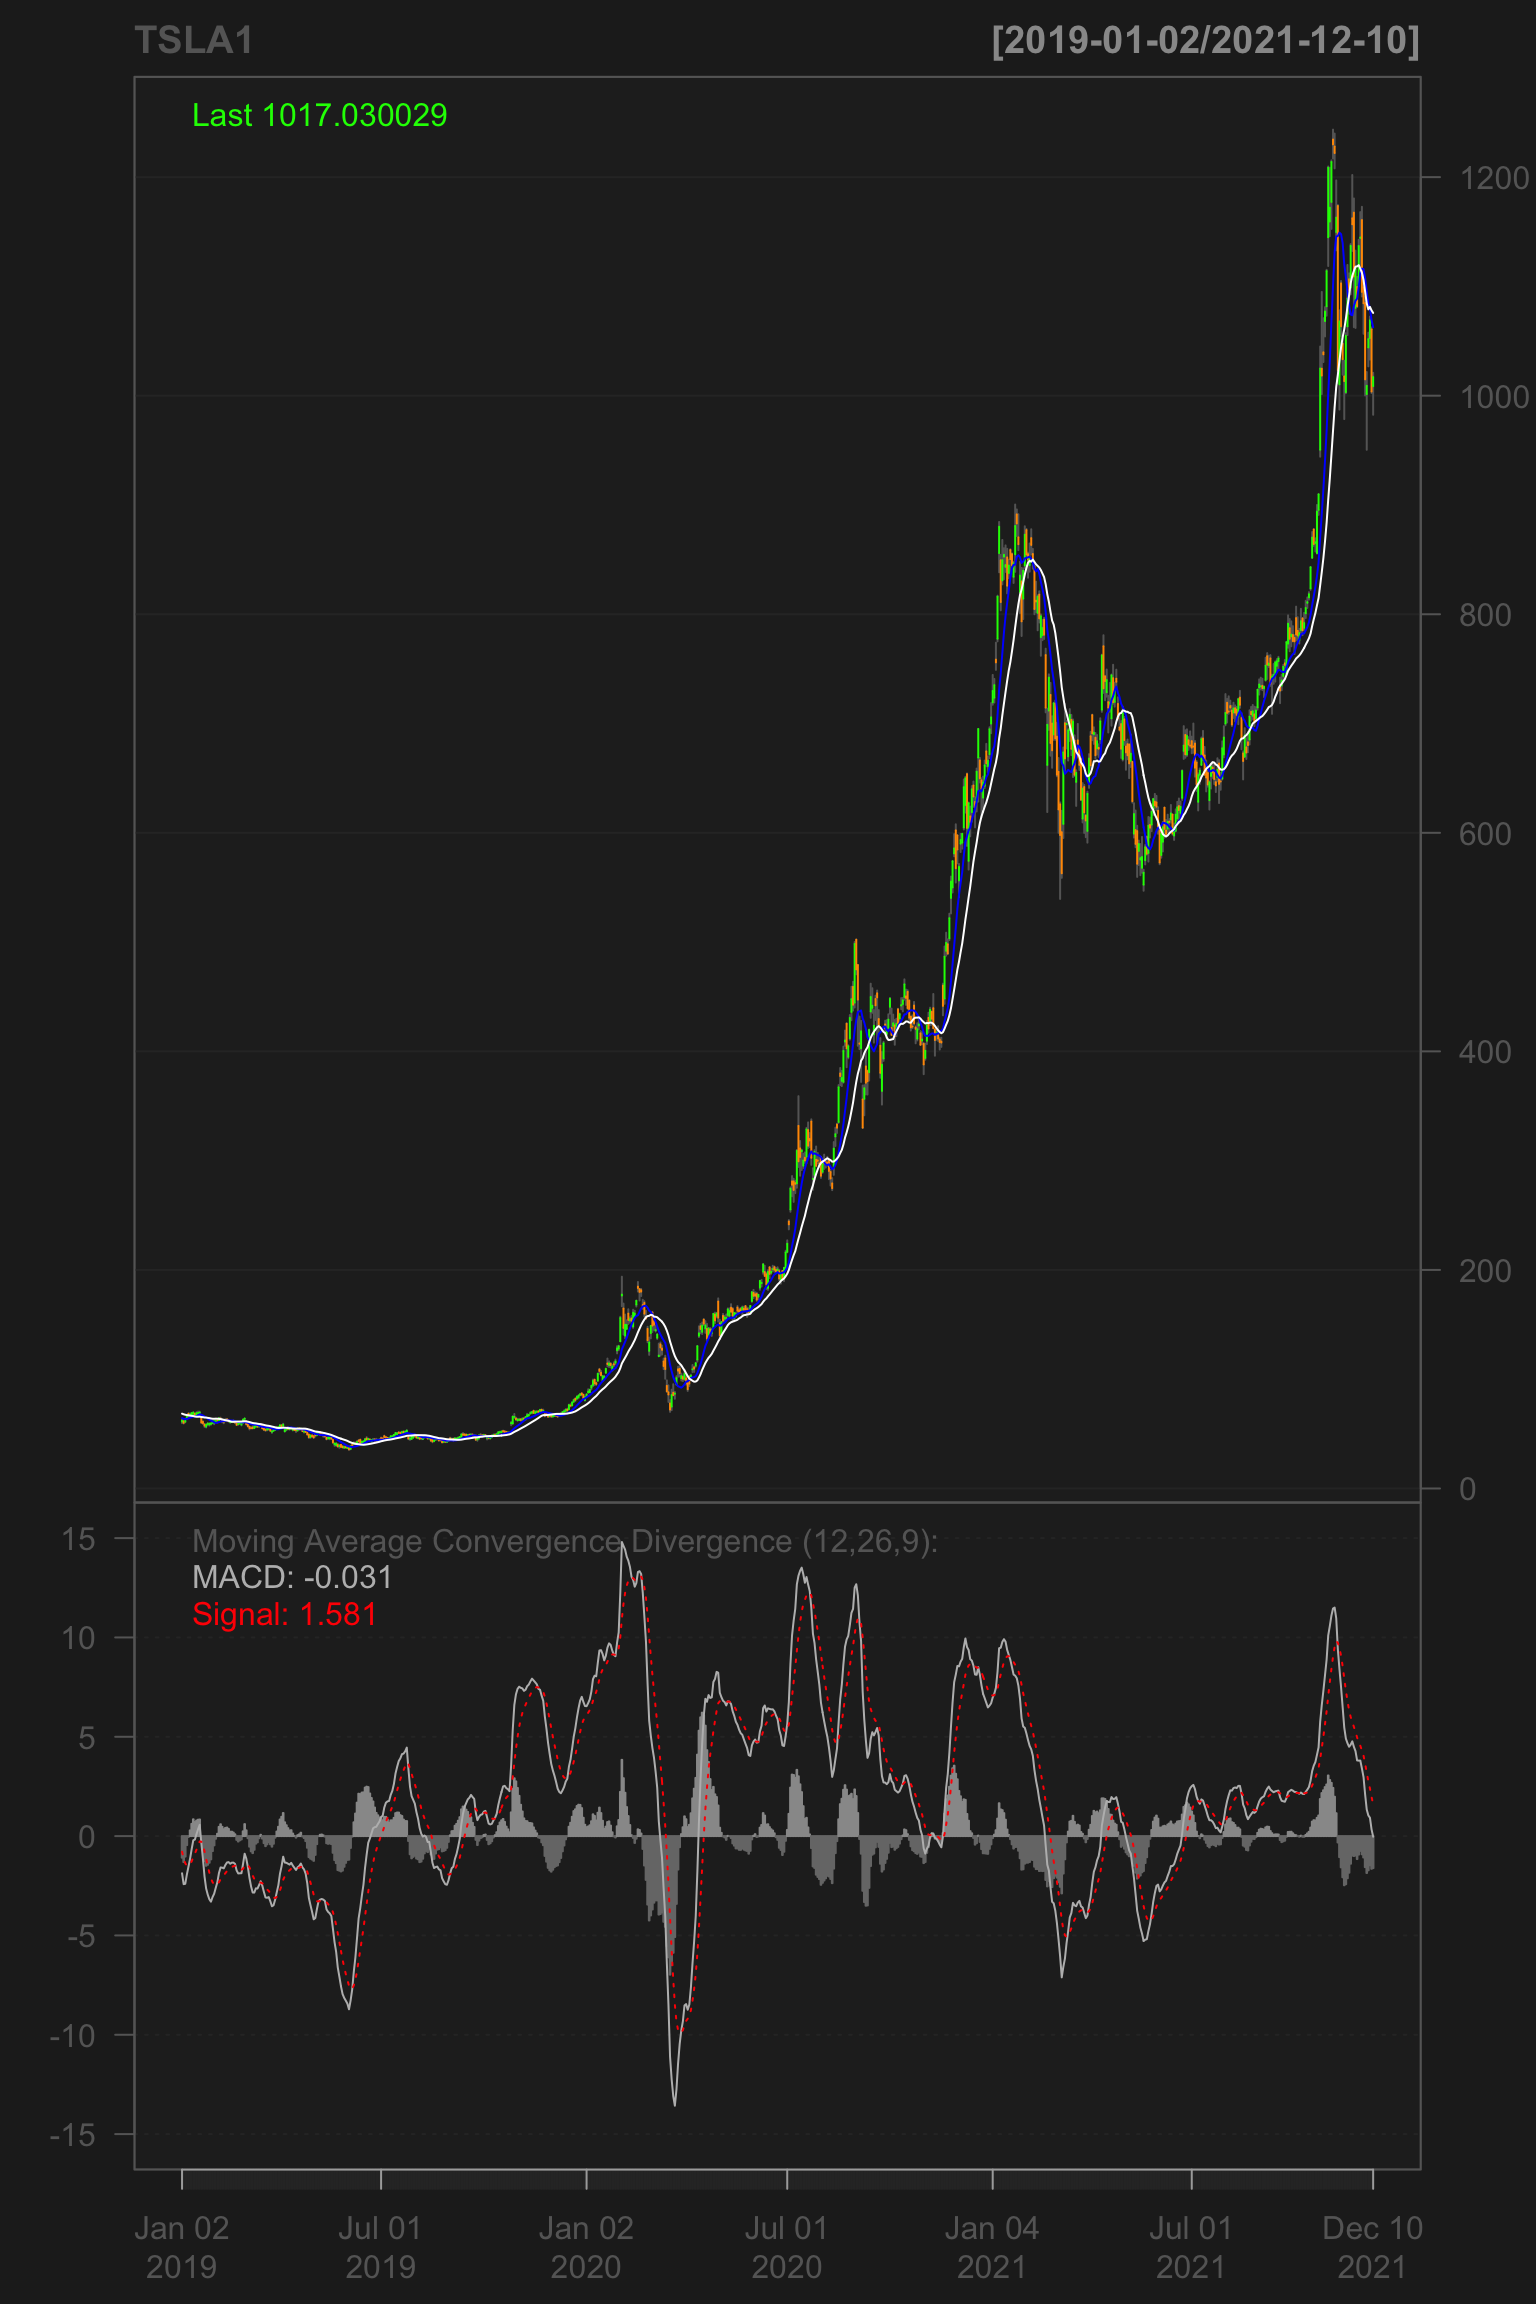 TSLA1 [2019-01-02/2021-12-10]
Last 1017.030029
1200
1000
800
600
400
200
0
Moving Average Convergence Divergence (12,26,9):
MACD: -0.031
Signal: 1.581
15
10
5
0
-5
-10
-15
Jan 02 Jul 01 Jan 02 Jul 01 Jan 04 Jul 01 Dec 10
2019 2019 2020 2020 2021 2021 2021